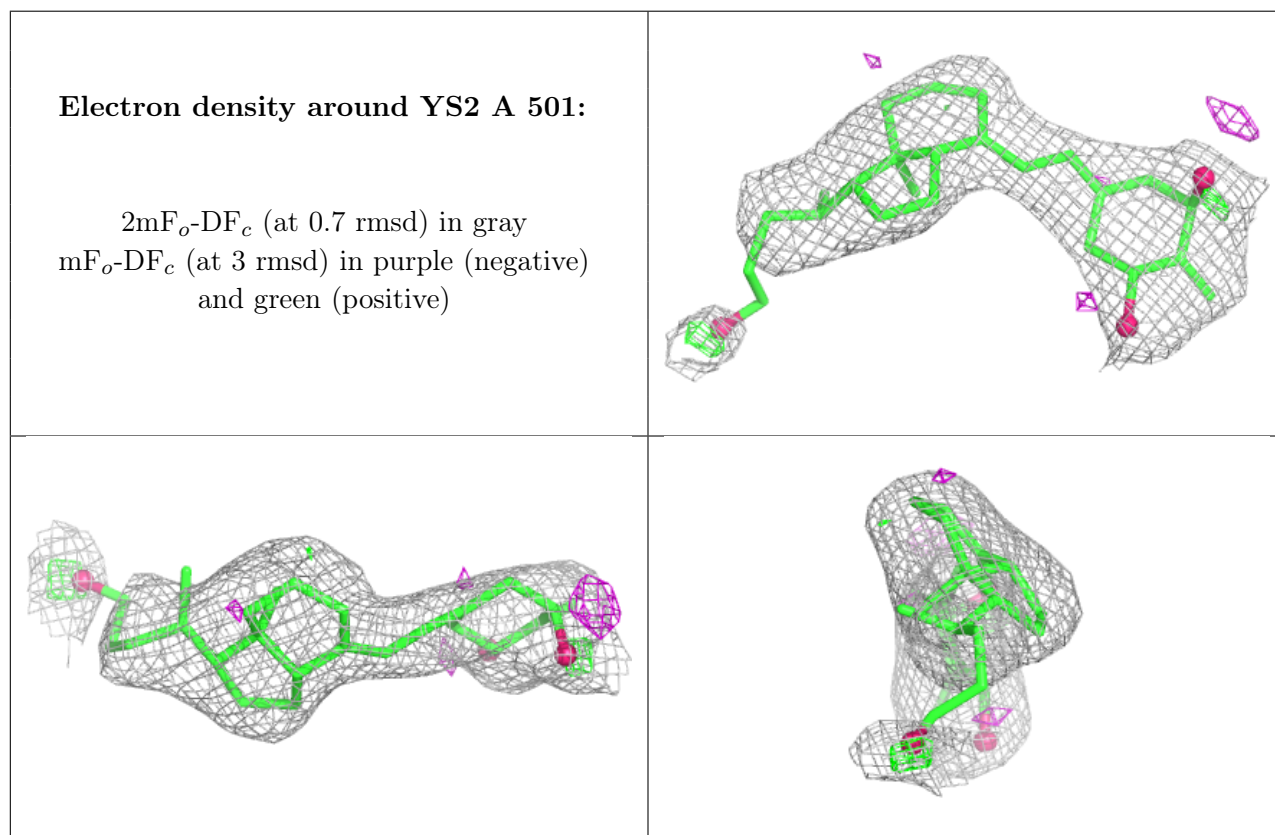 Electron density around YS2 A 501:
2mFo-DFc (at 0.7 rmsd) in gray
mFo-DFc (at 3 rmsd) in purple (negative)
and green (positive)